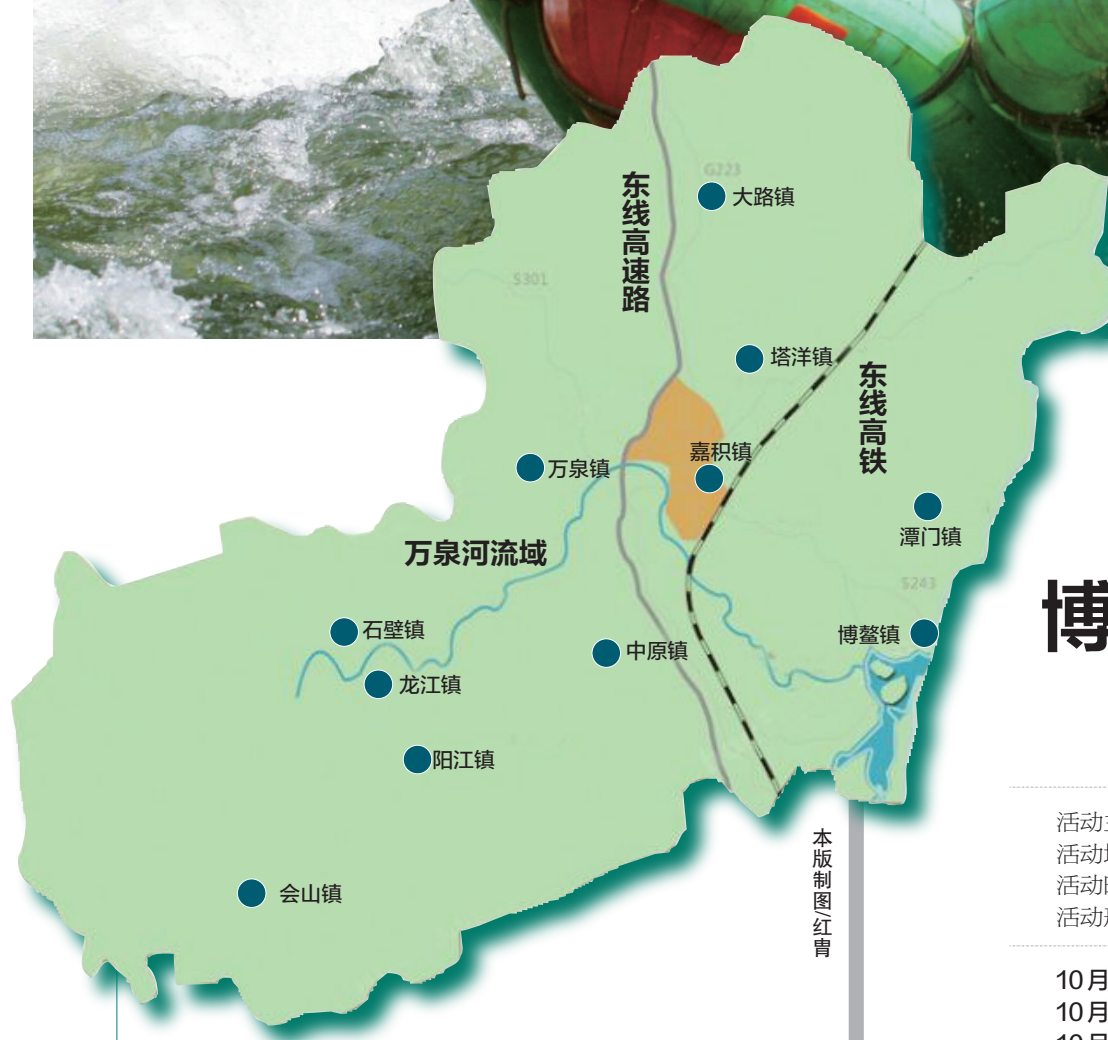 G223
大路镇
东线高速路
S301
塔洋镇
东线高铁
嘉积镇
万泉镇
潭门镇
万泉河流域
S243
石壁镇
博鳌镇
中原镇
龙江镇
阳江镇
会山镇
本版制图/红胄
博
活动
活动
活动
活动
10月
10月
10月